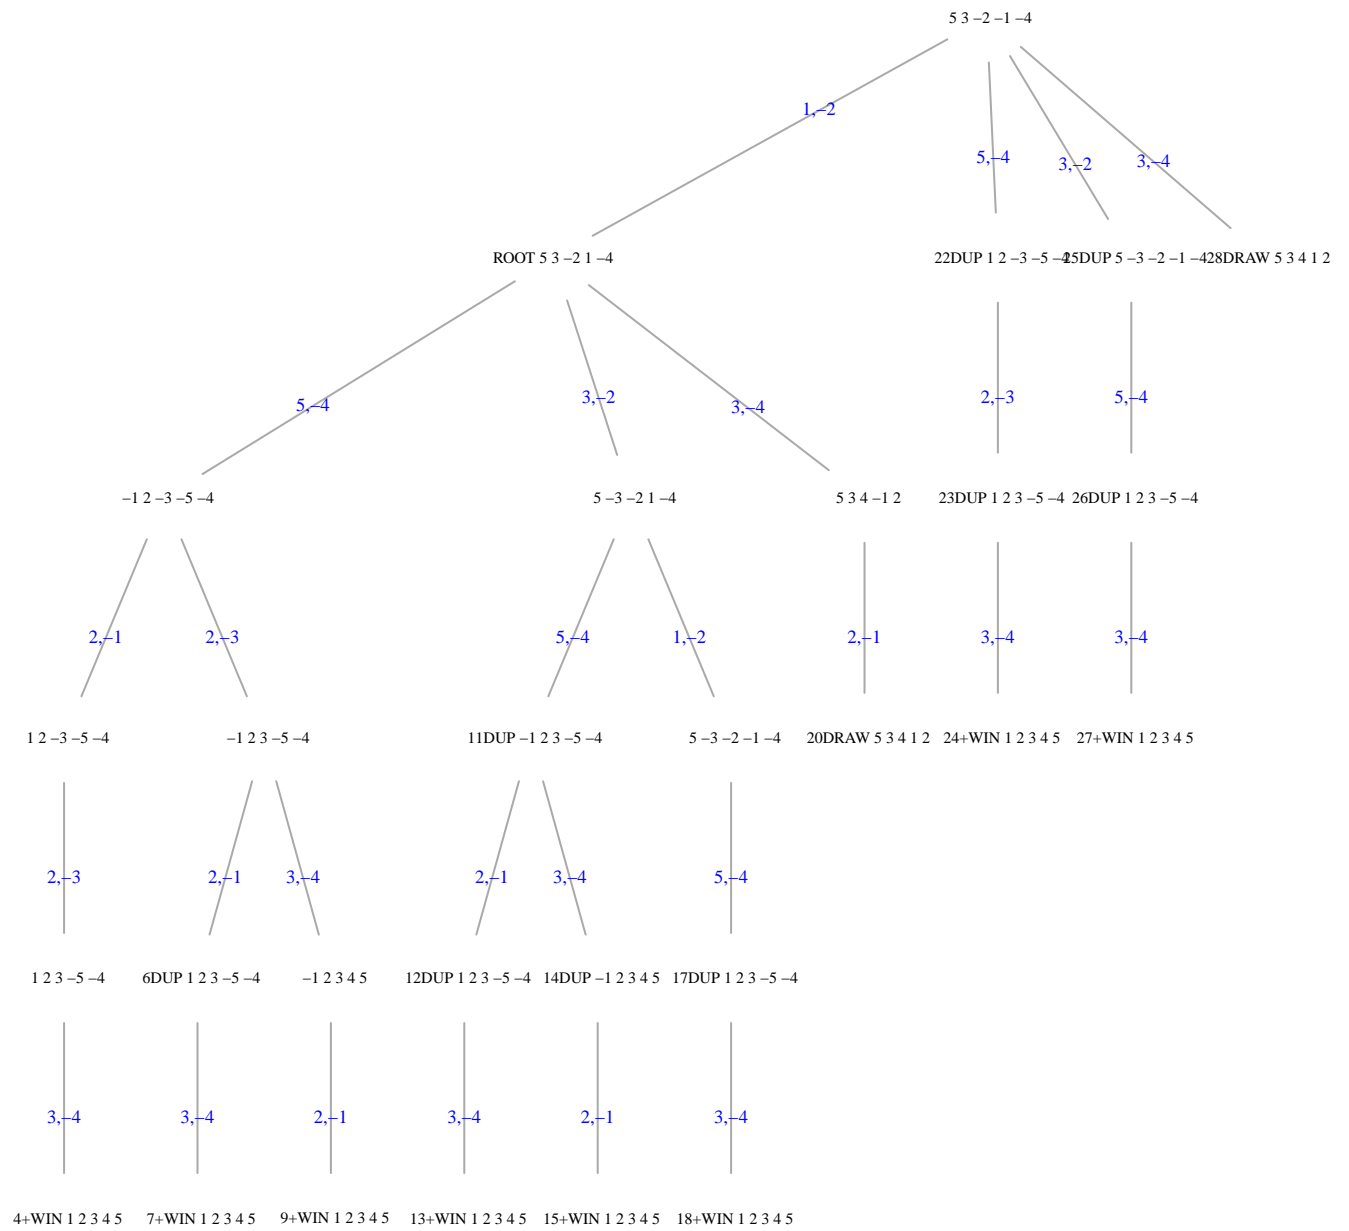 5 3 −2 −1 −4
1,−2
5,−4
3,−2
3,−4
ROOT 5 3 −2 1 −4
22DUP 1 2 −3 −5 −4
25DUP 5 −3 −2 −1 −4
28DRAW 5 3 4 1 2
5,−4
3,−2
3,−4
2,−3
5,−4
−1 2 −3 −5 −4
5 −3 −2 1 −4
5 3 4 −1 2
23DUP 1 2 3 −5 −4
26DUP 1 2 3 −5 −4
2,−1
2,−3
5,−4
1,−2
2,−1
3,−4
3,−4
1 2 −3 −5 −4
−1 2 3 −5 −4
11DUP −1 2 3 −5 −4
5 −3 −2 −1 −4
20DRAW 5 3 4 1 2
24+WIN 1 2 3 4 5
27+WIN 1 2 3 4 5
2,−3
2,−1
3,−4
2,−1
3,−4
5,−4
1 2 3 −5 −4
6DUP 1 2 3 −5 −4
−1 2 3 4 5
12DUP 1 2 3 −5 −4
14DUP −1 2 3 4 5
17DUP 1 2 3 −5 −4
3,−4
3,−4
2,−1
3,−4
2,−1
3,−4
4+WIN 1 2 3 4 5
7+WIN 1 2 3 4 5
9+WIN 1 2 3 4 5
13+WIN 1 2 3 4 5
15+WIN 1 2 3 4 5
18+WIN 1 2 3 4 5